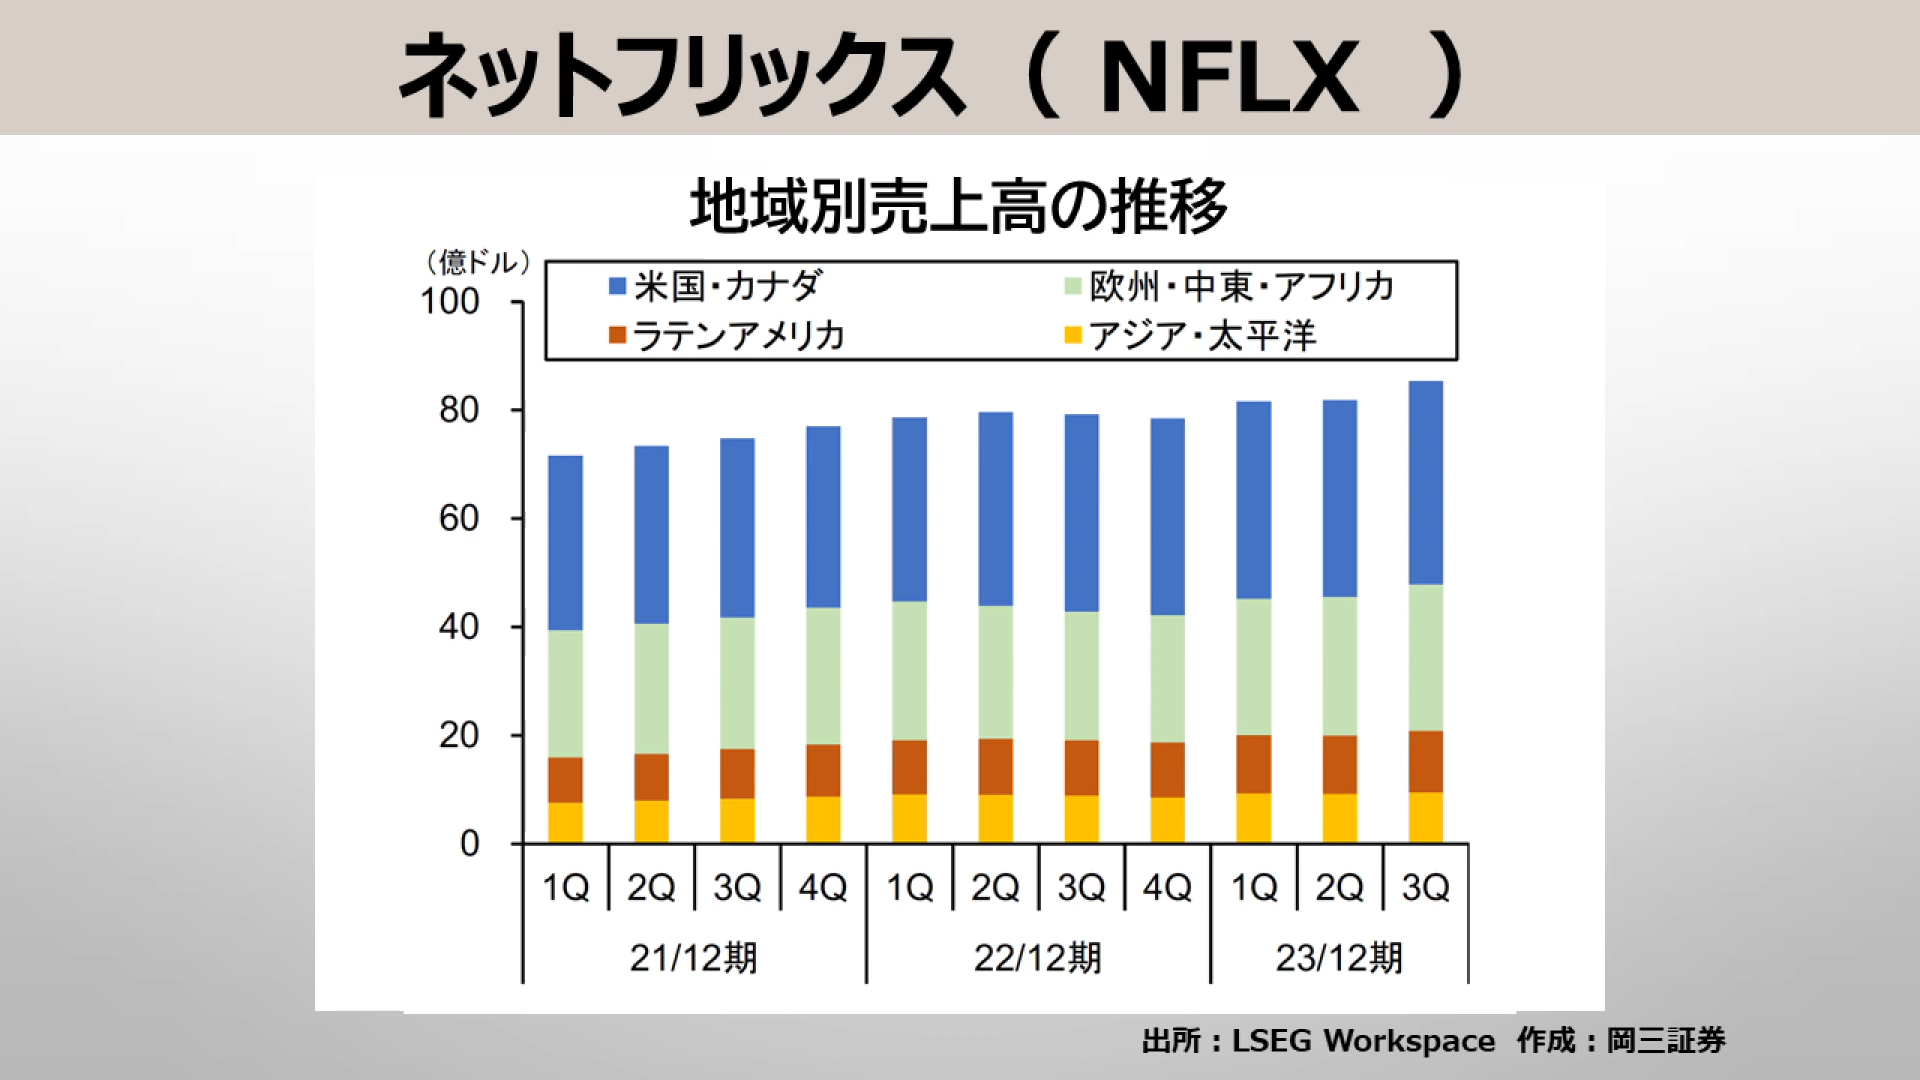 ネットフリックス（ NFLX ）
地域別売上高の推移
（億ドル）
米国・カナダ
欧州・中東・アフリカ
ラテンアメリカ
アジア・太平洋
100
80
60
40
20
0
1Q 2Q 3Q 4Q 1Q 2Q 3Q 4Q 1Q 2Q 3Q
21/12期 22/12期 23/12期
出所：LSEG Workspace 作成：岡三証券